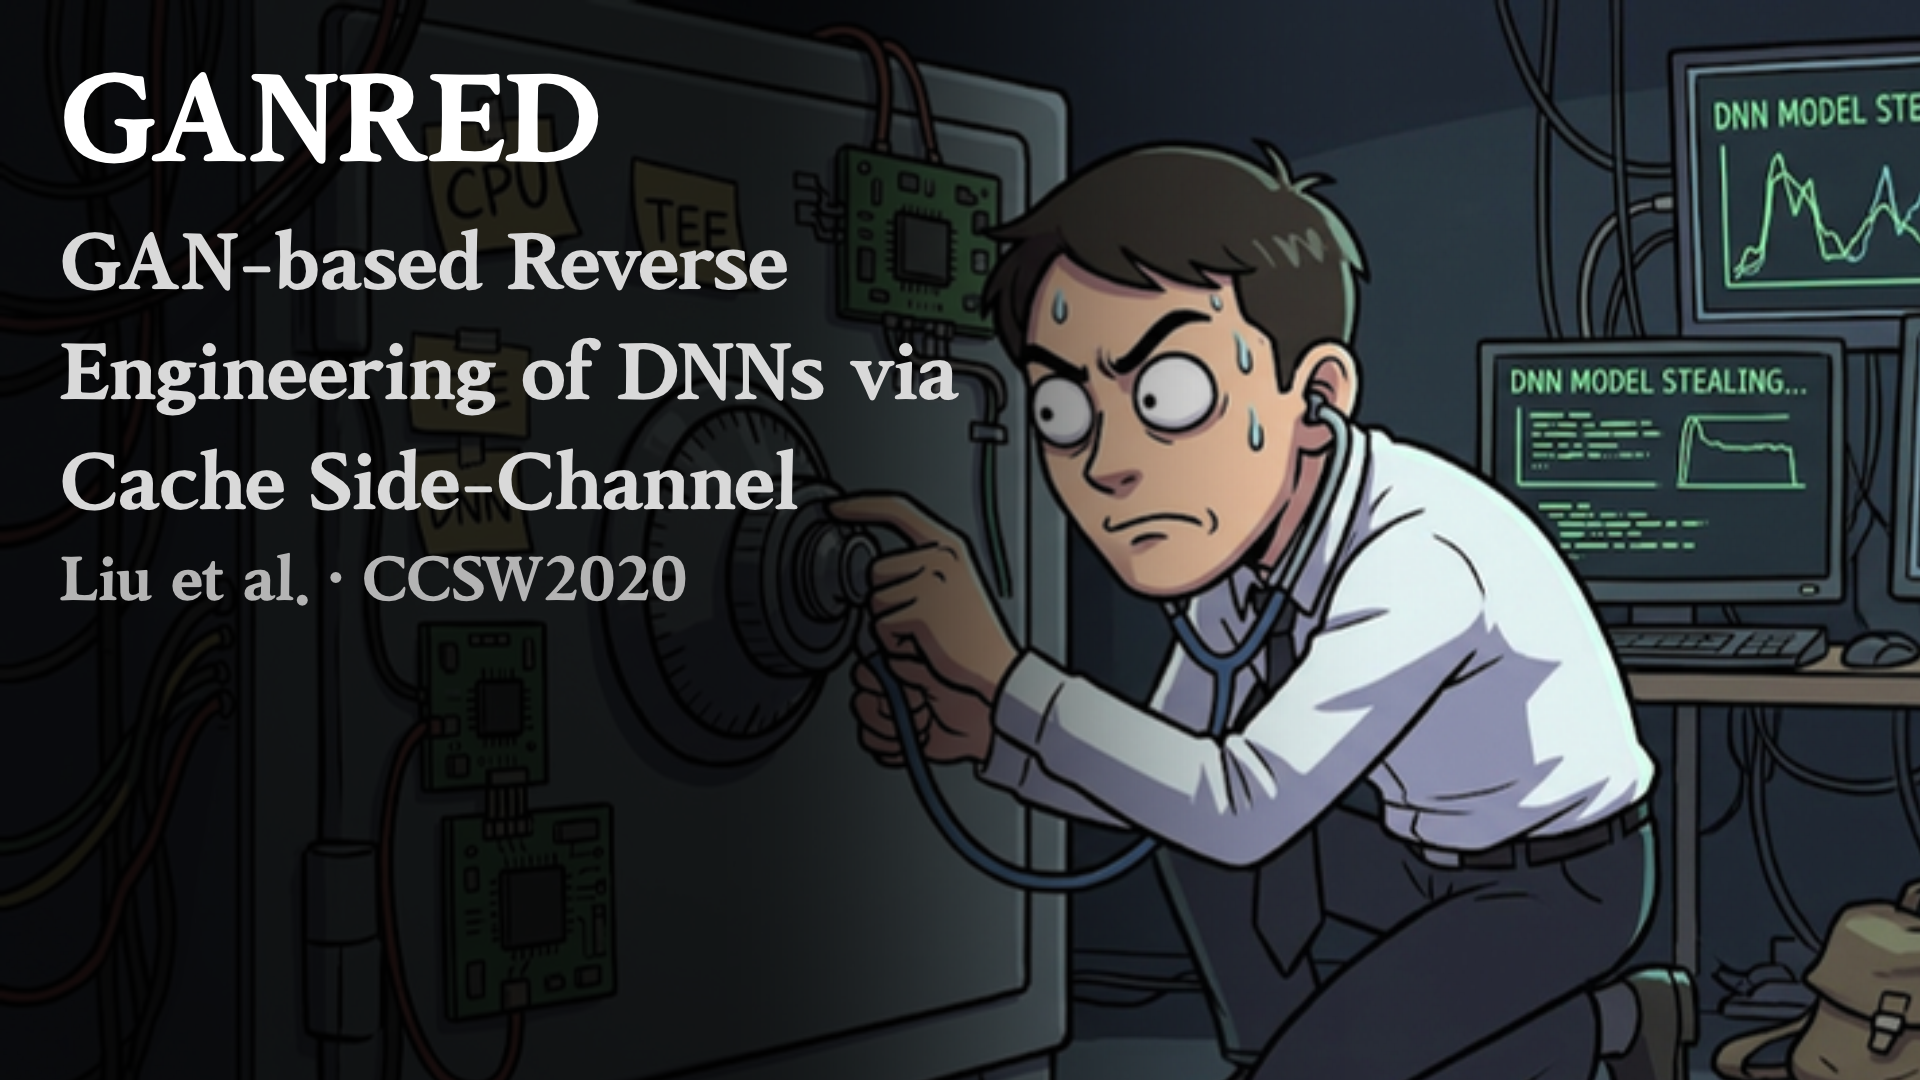 GANRED
CPU
TEE
GAN-based Reverse
Engineering of DNNs via
Cache Side-Channel
DNN
Liu et al. · CCSW2020
DNN MODEL STE
DNN MODEL STEALING...